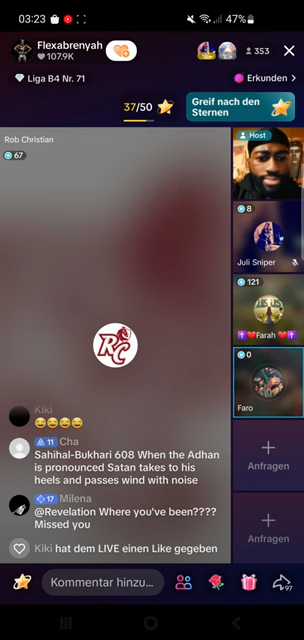 03:23
47%
Flexabrenyah
107.9K
353
Liga B4 Nr. 71
Erkunden >
37/50
Greif nach den
Sternen
Rob Christian
67
Host
8
Juli Sniper
121
Farah
0
Faro
RC
Kiki
😂😂😂😂
11 Cha
Sahihal-Bukhari 608 When the Adhan
is pronounced Satan takes to his
heels and passes wind with noise
17 Milena
@Revelation Where you've been????
Missed you
Kiki hat dem LIVE einen Like gegeben
+
Anfragen
+
Anfragen
Kommentar hinzu...
97